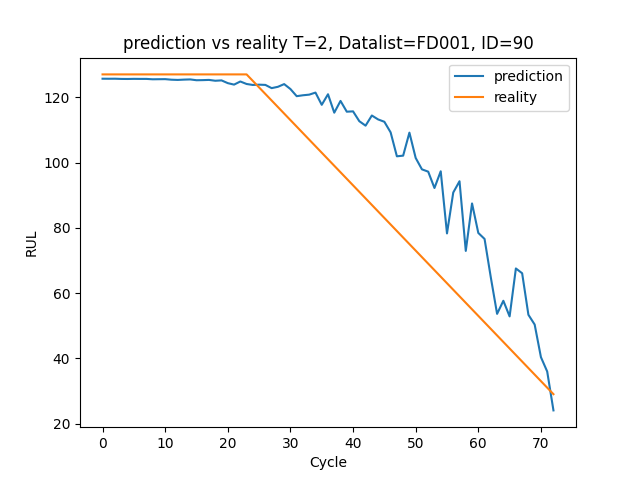 prediction vs reality T=2, Datalist=FD001, ID=90
prediction
reality
RUL
120
100
80
60
40
20
0 10 20 30 40 50 60 70
Cycle